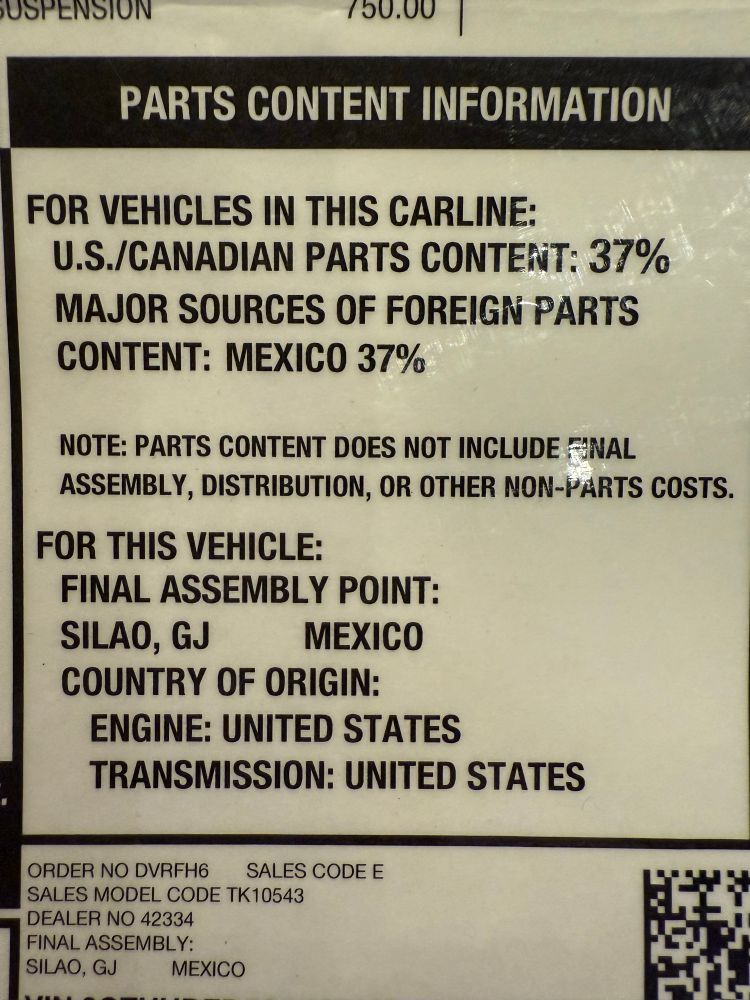 SUSPENSION 750.00
PARTS CONTENT INFORMATION
FOR VEHICLES IN THIS CARLINE:
U.S./CANADIAN PARTS CONTENT: 37%
MAJOR SOURCES OF FOREIGN PARTS
CONTENT: MEXICO 37%
NOTE: PARTS CONTENT DOES NOT INCLUDE FINAL
ASSEMBLY, DISTRIBUTION, OR OTHER NON-PARTS COSTS.
FOR THIS VEHICLE:
FINAL ASSEMBLY POINT:
SILAO, GJ MEXICO
COUNTRY OF ORIGIN:
ENGINE: UNITED STATES
TRANSMISSION: UNITED STATES
ORDER NO DVRFH6 SALES CODE E
SALES MODEL CODE TK10543
DEALER NO 42334
FINAL ASSEMBLY:
SILAO, GJ MEXICO
VIN